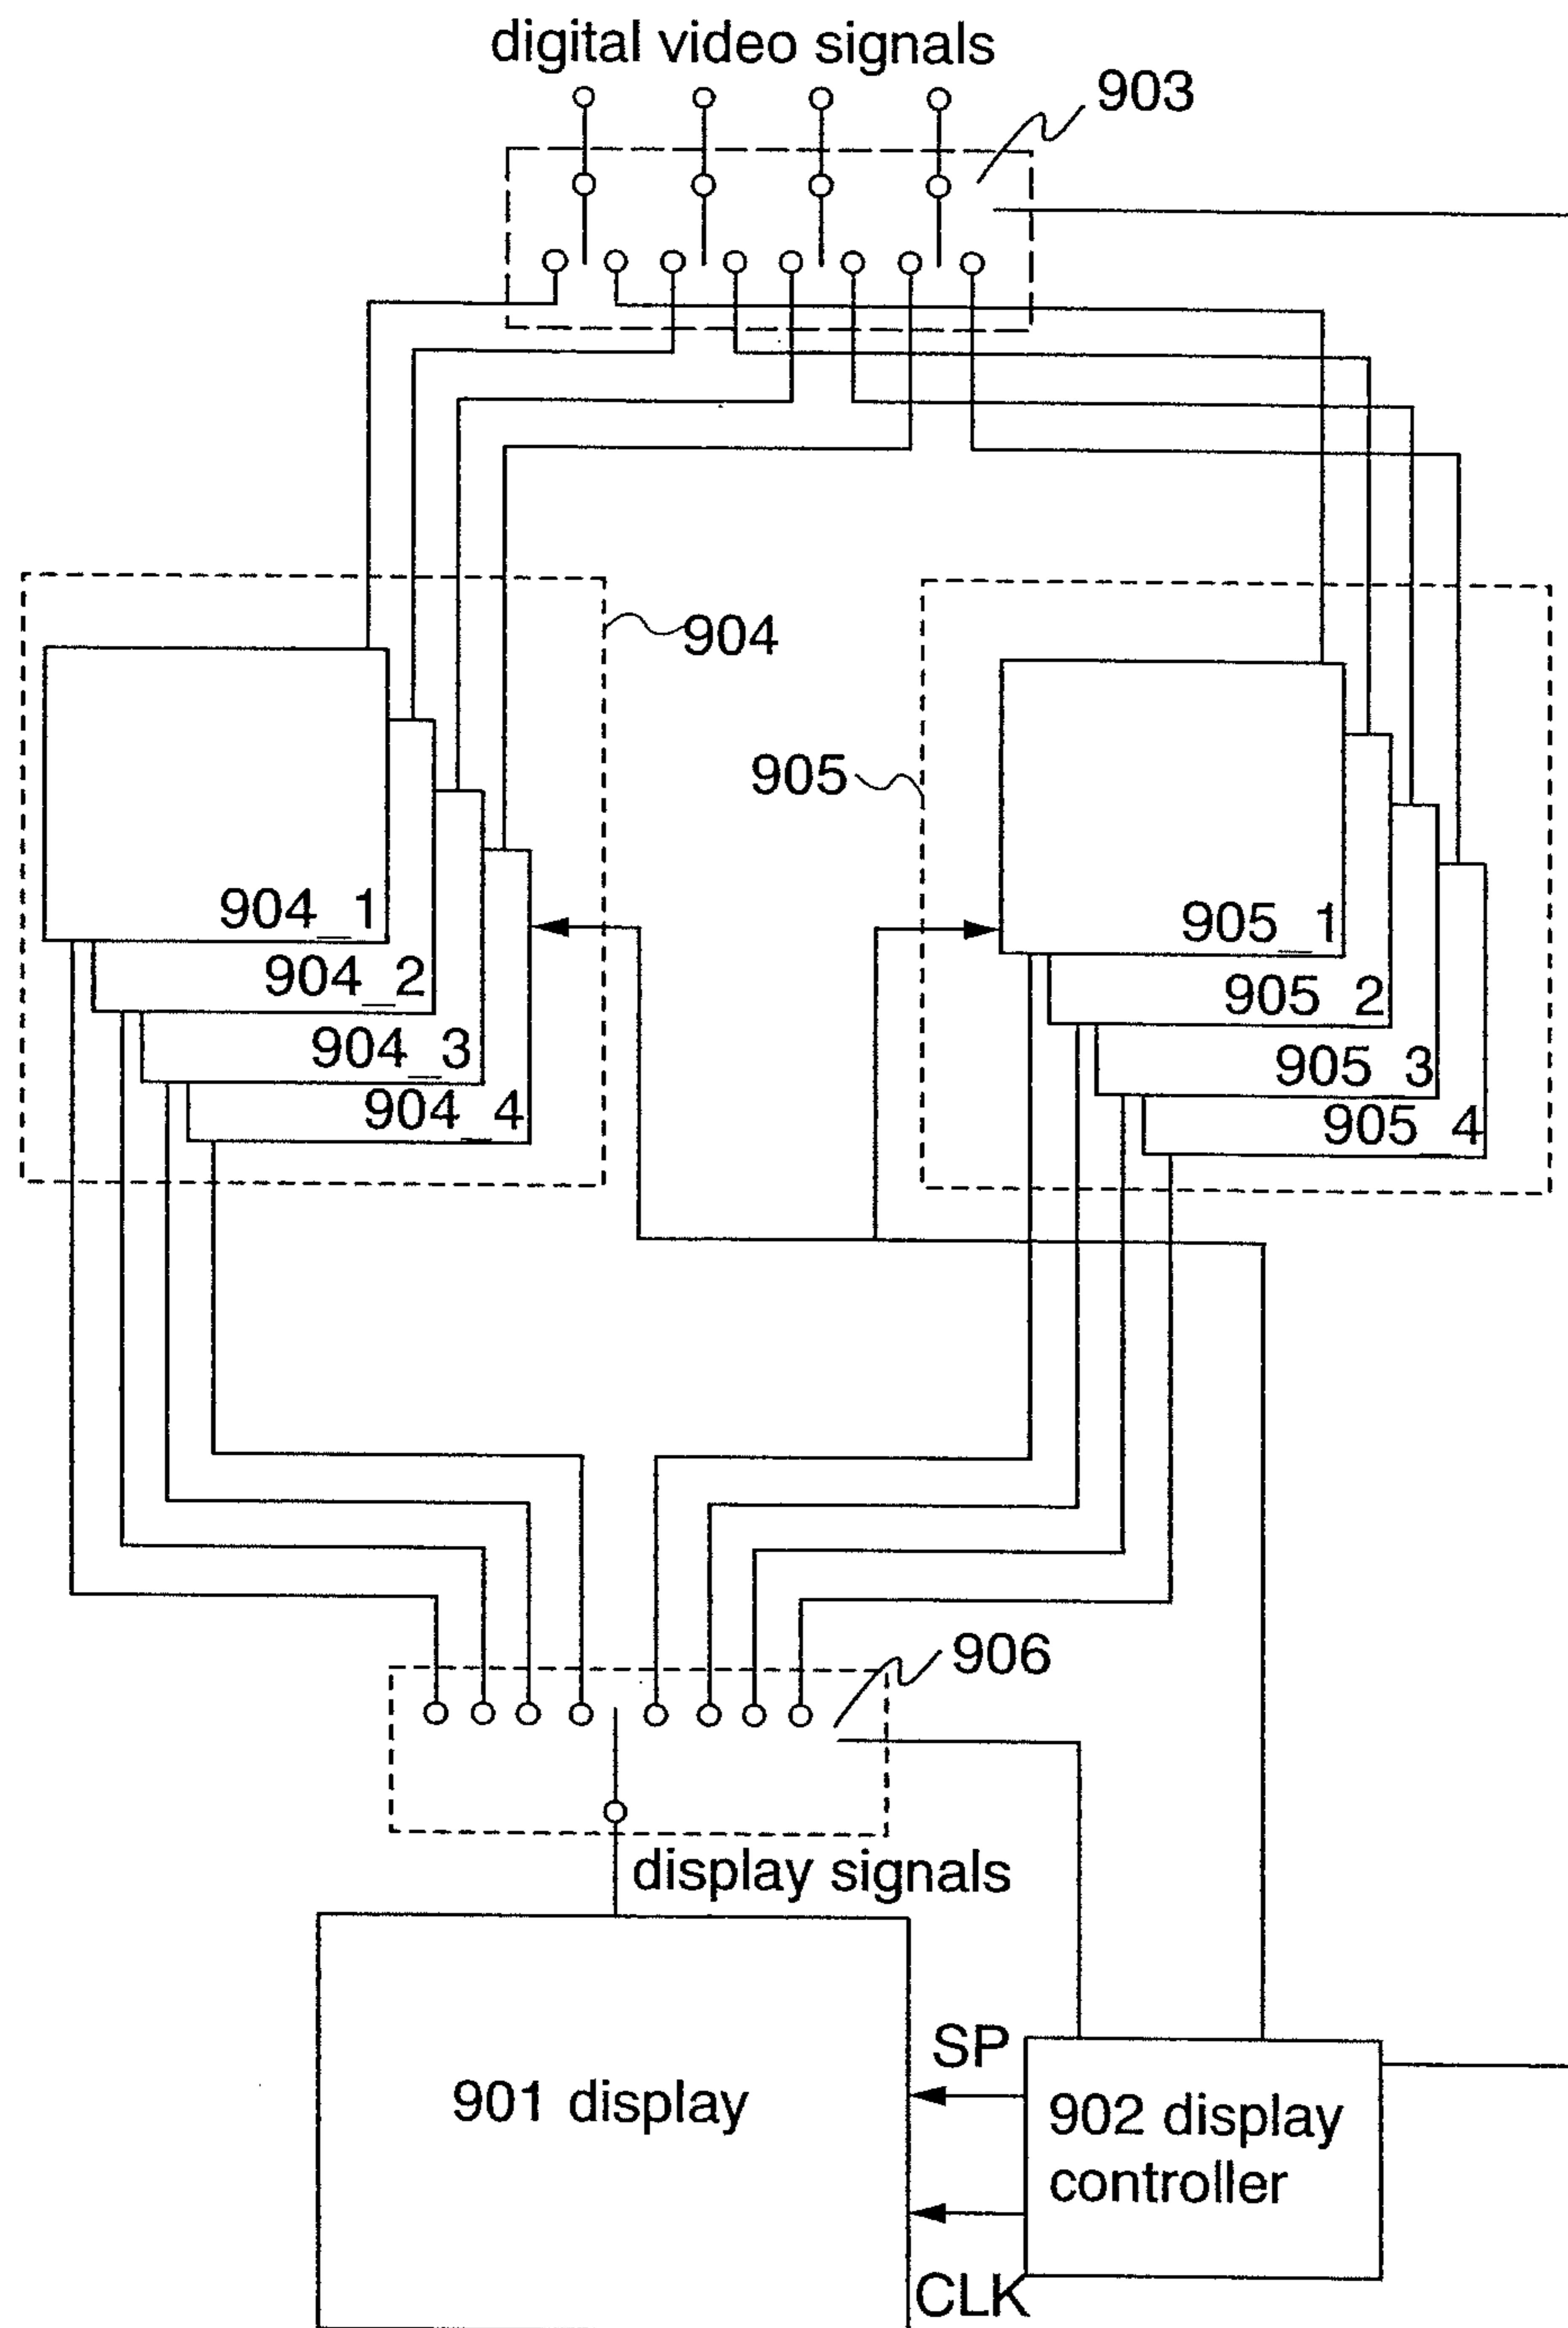 digital video signals
903
904
905
904_1
904_2
904_3
904_4
905_1
905_2
905_3
905_4
906
display signals
901 display
SP
902 display
controller
CLK